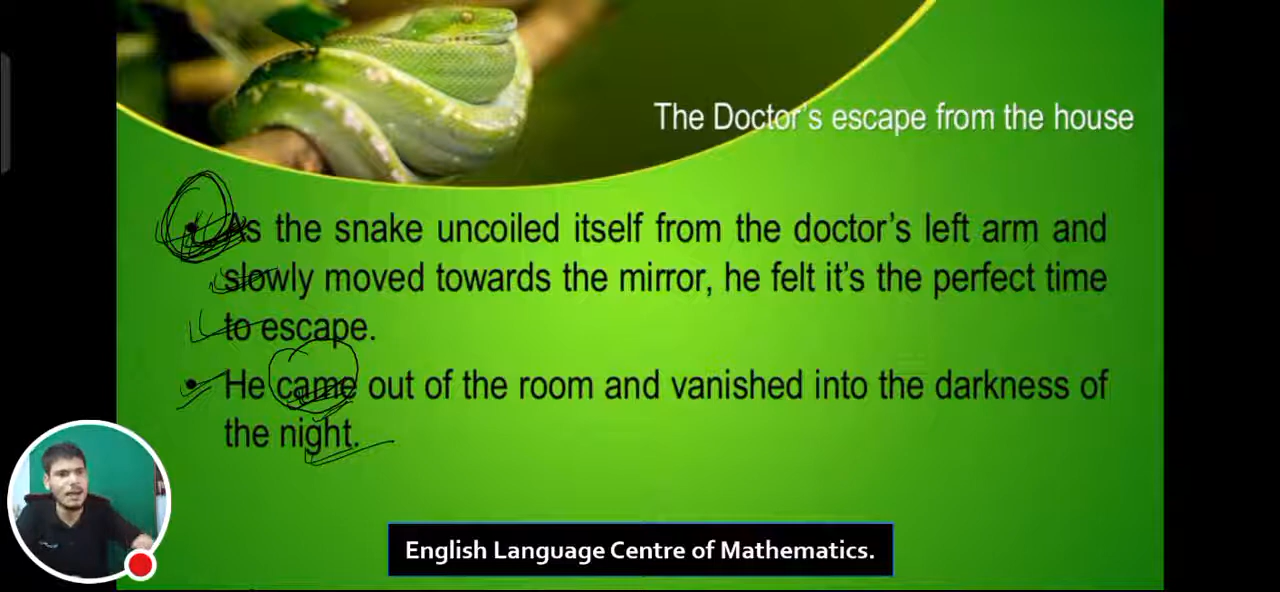 The Doctor's escape from the house
• As the snake uncoiled itself from the doctor's left arm and
slowly moved towards the mirror, he felt it's the perfect time
to escape.
• He came out of the room and vanished into the darkness of
the night.
English Language Centre of Mathematics.